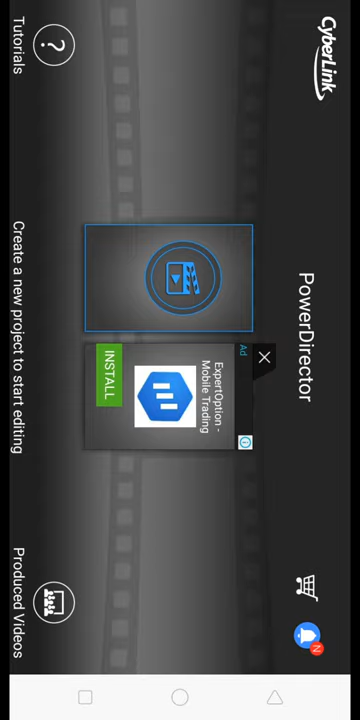 CyberLink
PowerDirector
N
Ad
ExpertOption -
Mobile Trading
INSTALL
?
Tutorials
Create a new project to start editing
Produced Videos